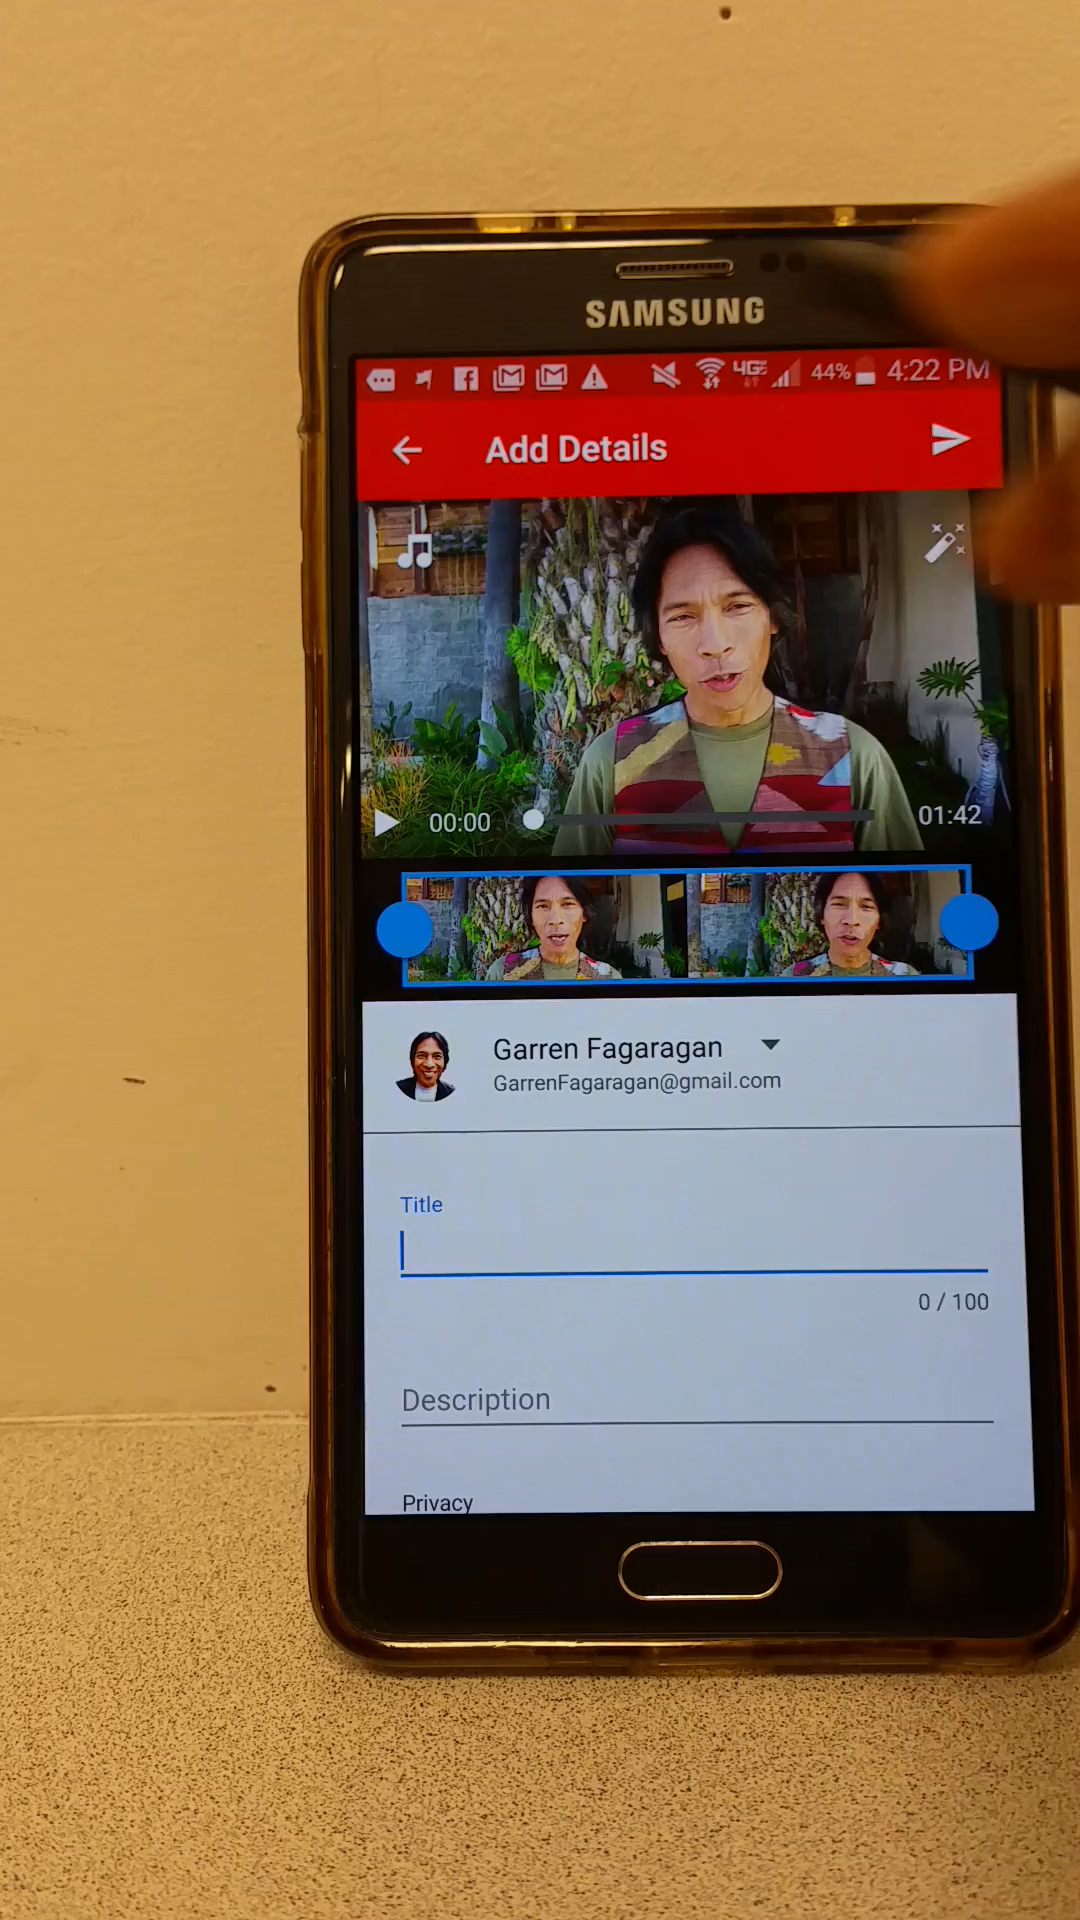 SAMSUNG
4G 44% 4:22 PM
Add Details
00:00 01:42
Garren Fagaragan
GarrenFagaragan@gmail.com
Title
0 / 100
Description
Privacy